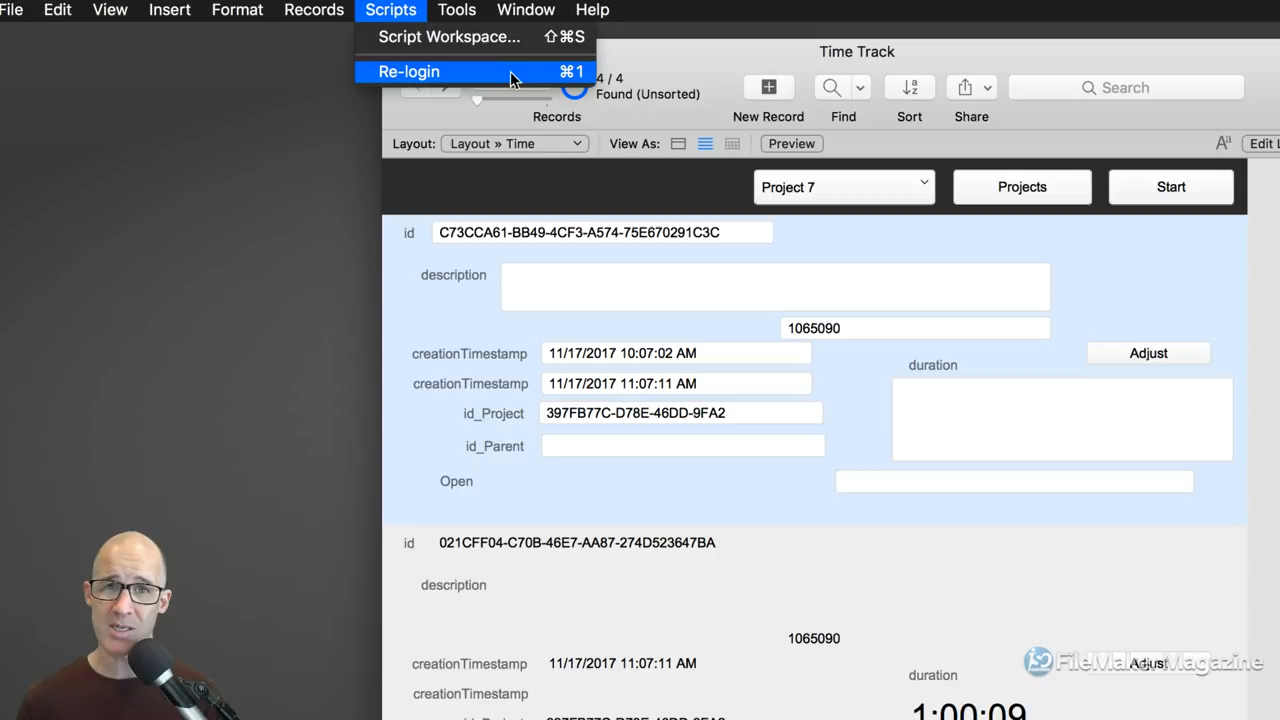 File Edit View Insert Format Records Scripts Tools Window Help
Script Workspace... ⇧⌘S
Re-login ⌘1
Time Track
4 / 4
Found (Unsorted)
Search
Records New Record Find Sort Share
Layout: Layout » Time View As: Preview Aa Edit L
Project 7 Projects Start
id C73CCA61-BB49-4CF3-A574-75E670291C3C
description
1065090
creationTimestamp 11/17/2017 10:07:02 AM Adjust
duration
creationTimestamp 11/17/2017 11:07:11 AM
id_Project 397FB77C-D78E-46DD-9FA2
id_Parent
Open
id 021CFF04-C70B-46E7-AA87-274D523647BA
description
1065090
creationTimestamp 11/17/2017 11:07:11 AM Adjust
FileMaker Magazine
duration
creationTimestamp
1:00:09